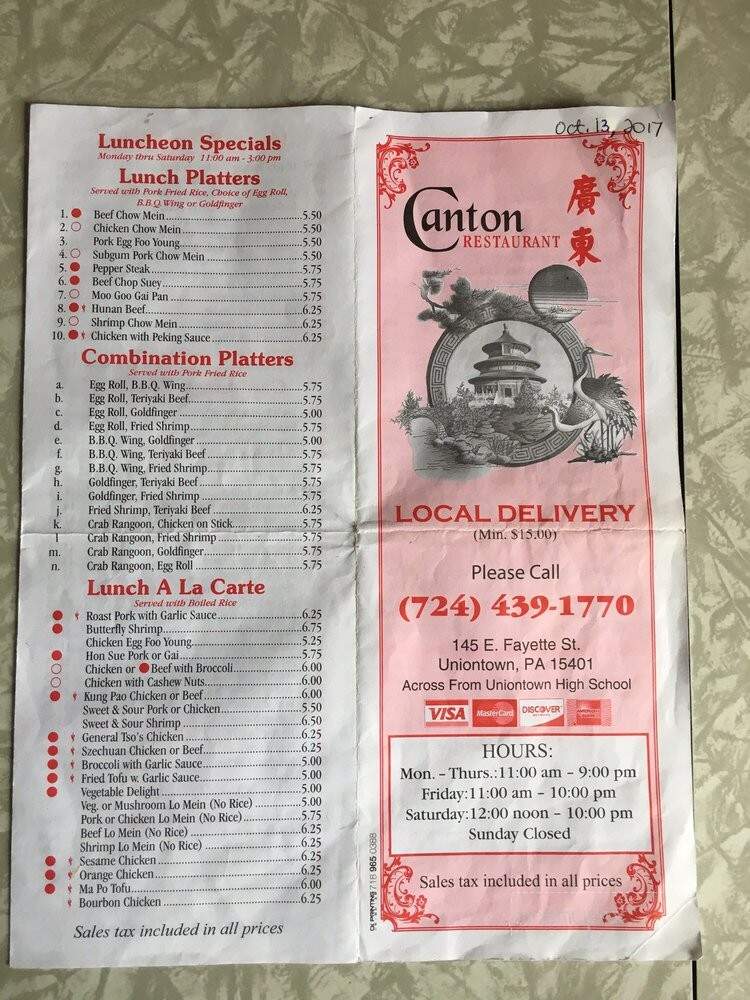 Luncheon Specials
Monday thru Saturday 11:00 am - 3:00 pm
Lunch Platters
Served with Pork Fried Rice, Choice of Egg Roll,
B.B.Q. Wing or Goldfinger
1. Beef Chow Mein 5.50
2. Chicken Chow Mein 5.50
3. Pork Egg Foo Young 5.50
4. Subgum Pork Chow Mein 5.50
5. Pepper Steak 5.75
6. Beef Chop Suey 5.75
7. Moo Goo Gai Pan 5.75
8. Hunan Beef 6.25
9. Shrimp Chow Mein 6.25
10. Chicken with Peking Sauce 6.25
Combination Platters
Served with Pork Fried Rice
a. Egg Roll, B.B.Q. Wing 5.75
b. Egg Roll, Teriyaki Beef 5.75
c. Egg Roll, Goldfinger 5.00
d. Egg Roll, Fried Shrimp 5.75
e. B.B.Q. Wing, Goldfinger 5.00
f. B.B.Q. Wing, Teriyaki Beef 5.75
g. B.B.Q. Wing, Fried Shrimp 5.75
h. Goldfinger, Teriyaki Beef 5.75
i. Goldfinger, Fried Shrimp 5.75
j. Fried Shrimp, Teriyaki Beef 6.25
k. Crab Rangoon, Chicken on Stick 5.75
l Crab Rangoon, Fried Shrimp 5.75
m. Crab Rangoon, Goldfinger 5.75
n. Crab Rangoon, Egg Roll 5.75
Lunch A La Carte
Served with Boiled Rice
Roast Pork with Garlic Sauce 6.25
Butterfly Shrimp 6.75
Chicken Egg Foo Young 5.25
Hon Sue Pork or Gai 5.75
Chicken or Beef with Broccoli 6.00
Chicken with Cashew Nuts 6.00
Kung Pao Chicken or Beef 6.00
Sweet & Sour Pork or Chicken 5.50
Sweet & Sour Shrimp 6.50
General Tso's Chicken 6.25
Szechuan Chicken or Beef 6.25
Broccoli with Garlic Sauce 5.00
Fried Tofu w. Garlic Sauce 5.00
Vegetable Delight 5.00
Veg. or Mushroom Lo Mein (No Rice) 5.00
Pork or Chicken Lo Mein (No Rice) 5.75
Beef Lo Mein (No Rice) 6.25
Shrimp Lo Mein (No Rice) 6.25
Sesame Chicken 6.25
Orange Chicken 6.25
Ma Po Tofu 6.00
Bourbon Chicken 6.25
Sales tax included in all prices
Oct. 13, 2017
Canton
RESTAURANT
廣東
LOCAL DELIVERY
(Min. $15.00)
Please Call
(724) 439-1770
145 E. Fayette St.
Uniontown, PA 15401
Across From Uniontown High School
VISA MasterCard DISCOVER AMERICAN EXPRESS
HOURS:
Mon. - Thurs.:11:00 am - 9:00 pm
Friday:11:00 am - 10:00 pm
Saturday:12:00 noon - 10:00 pm
Sunday Closed
Sales tax included in all prices
PRINTING 718 965 0388